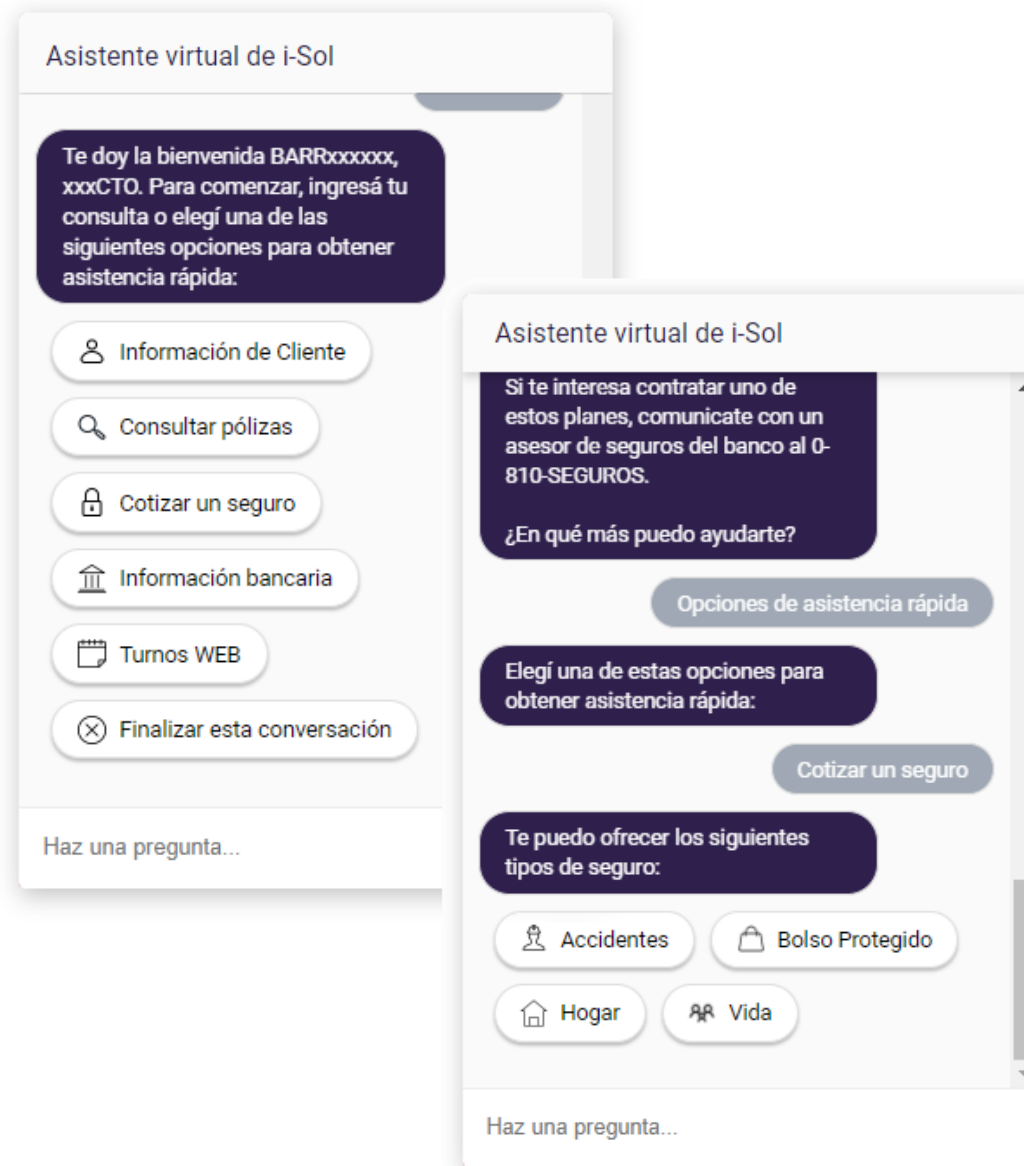 Asistente virtual de i-Sol
Te doy la bienvenida BARRxxxxxx,
xxxCTO. Para comenzar, ingresá tu
consulta o elegí una de las
siguientes opciones para obtener
asistencia rápida:
Información de Cliente
Consultar pólizas
Cotizar un seguro
Información bancaria
Turnos WEB
Finalizar esta conversación
Haz una pregunta...
Asistente virtual de i-Sol
Si te interesa contratar uno de
estos planes, comunicate con un
asesor de seguros del banco al 0-
810-SEGUROS.
¿En qué más puedo ayudarte?
Opciones de asistencia rápida
Elegí una de estas opciones para
obtener asistencia rápida:
Cotizar un seguro
Te puedo ofrecer los siguientes
tipos de seguro:
Accidentes
Bolso Protegido
Hogar
Vida
Haz una pregunta...